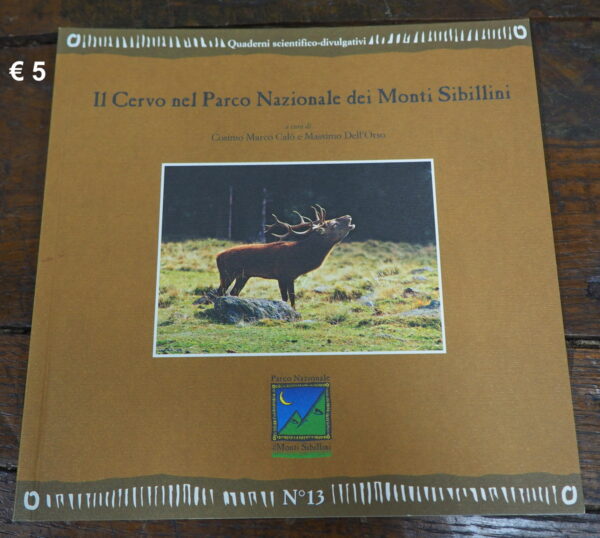 Quaderni scientifico-divulgativi
€ 5
Il Cervo nel Parco Nazionale dei Monti Sibillini
a cura di
Cosimo Marco Calò e Massimo Dell'Orso
Parco Nazionale
Monti Sibillini
N°13